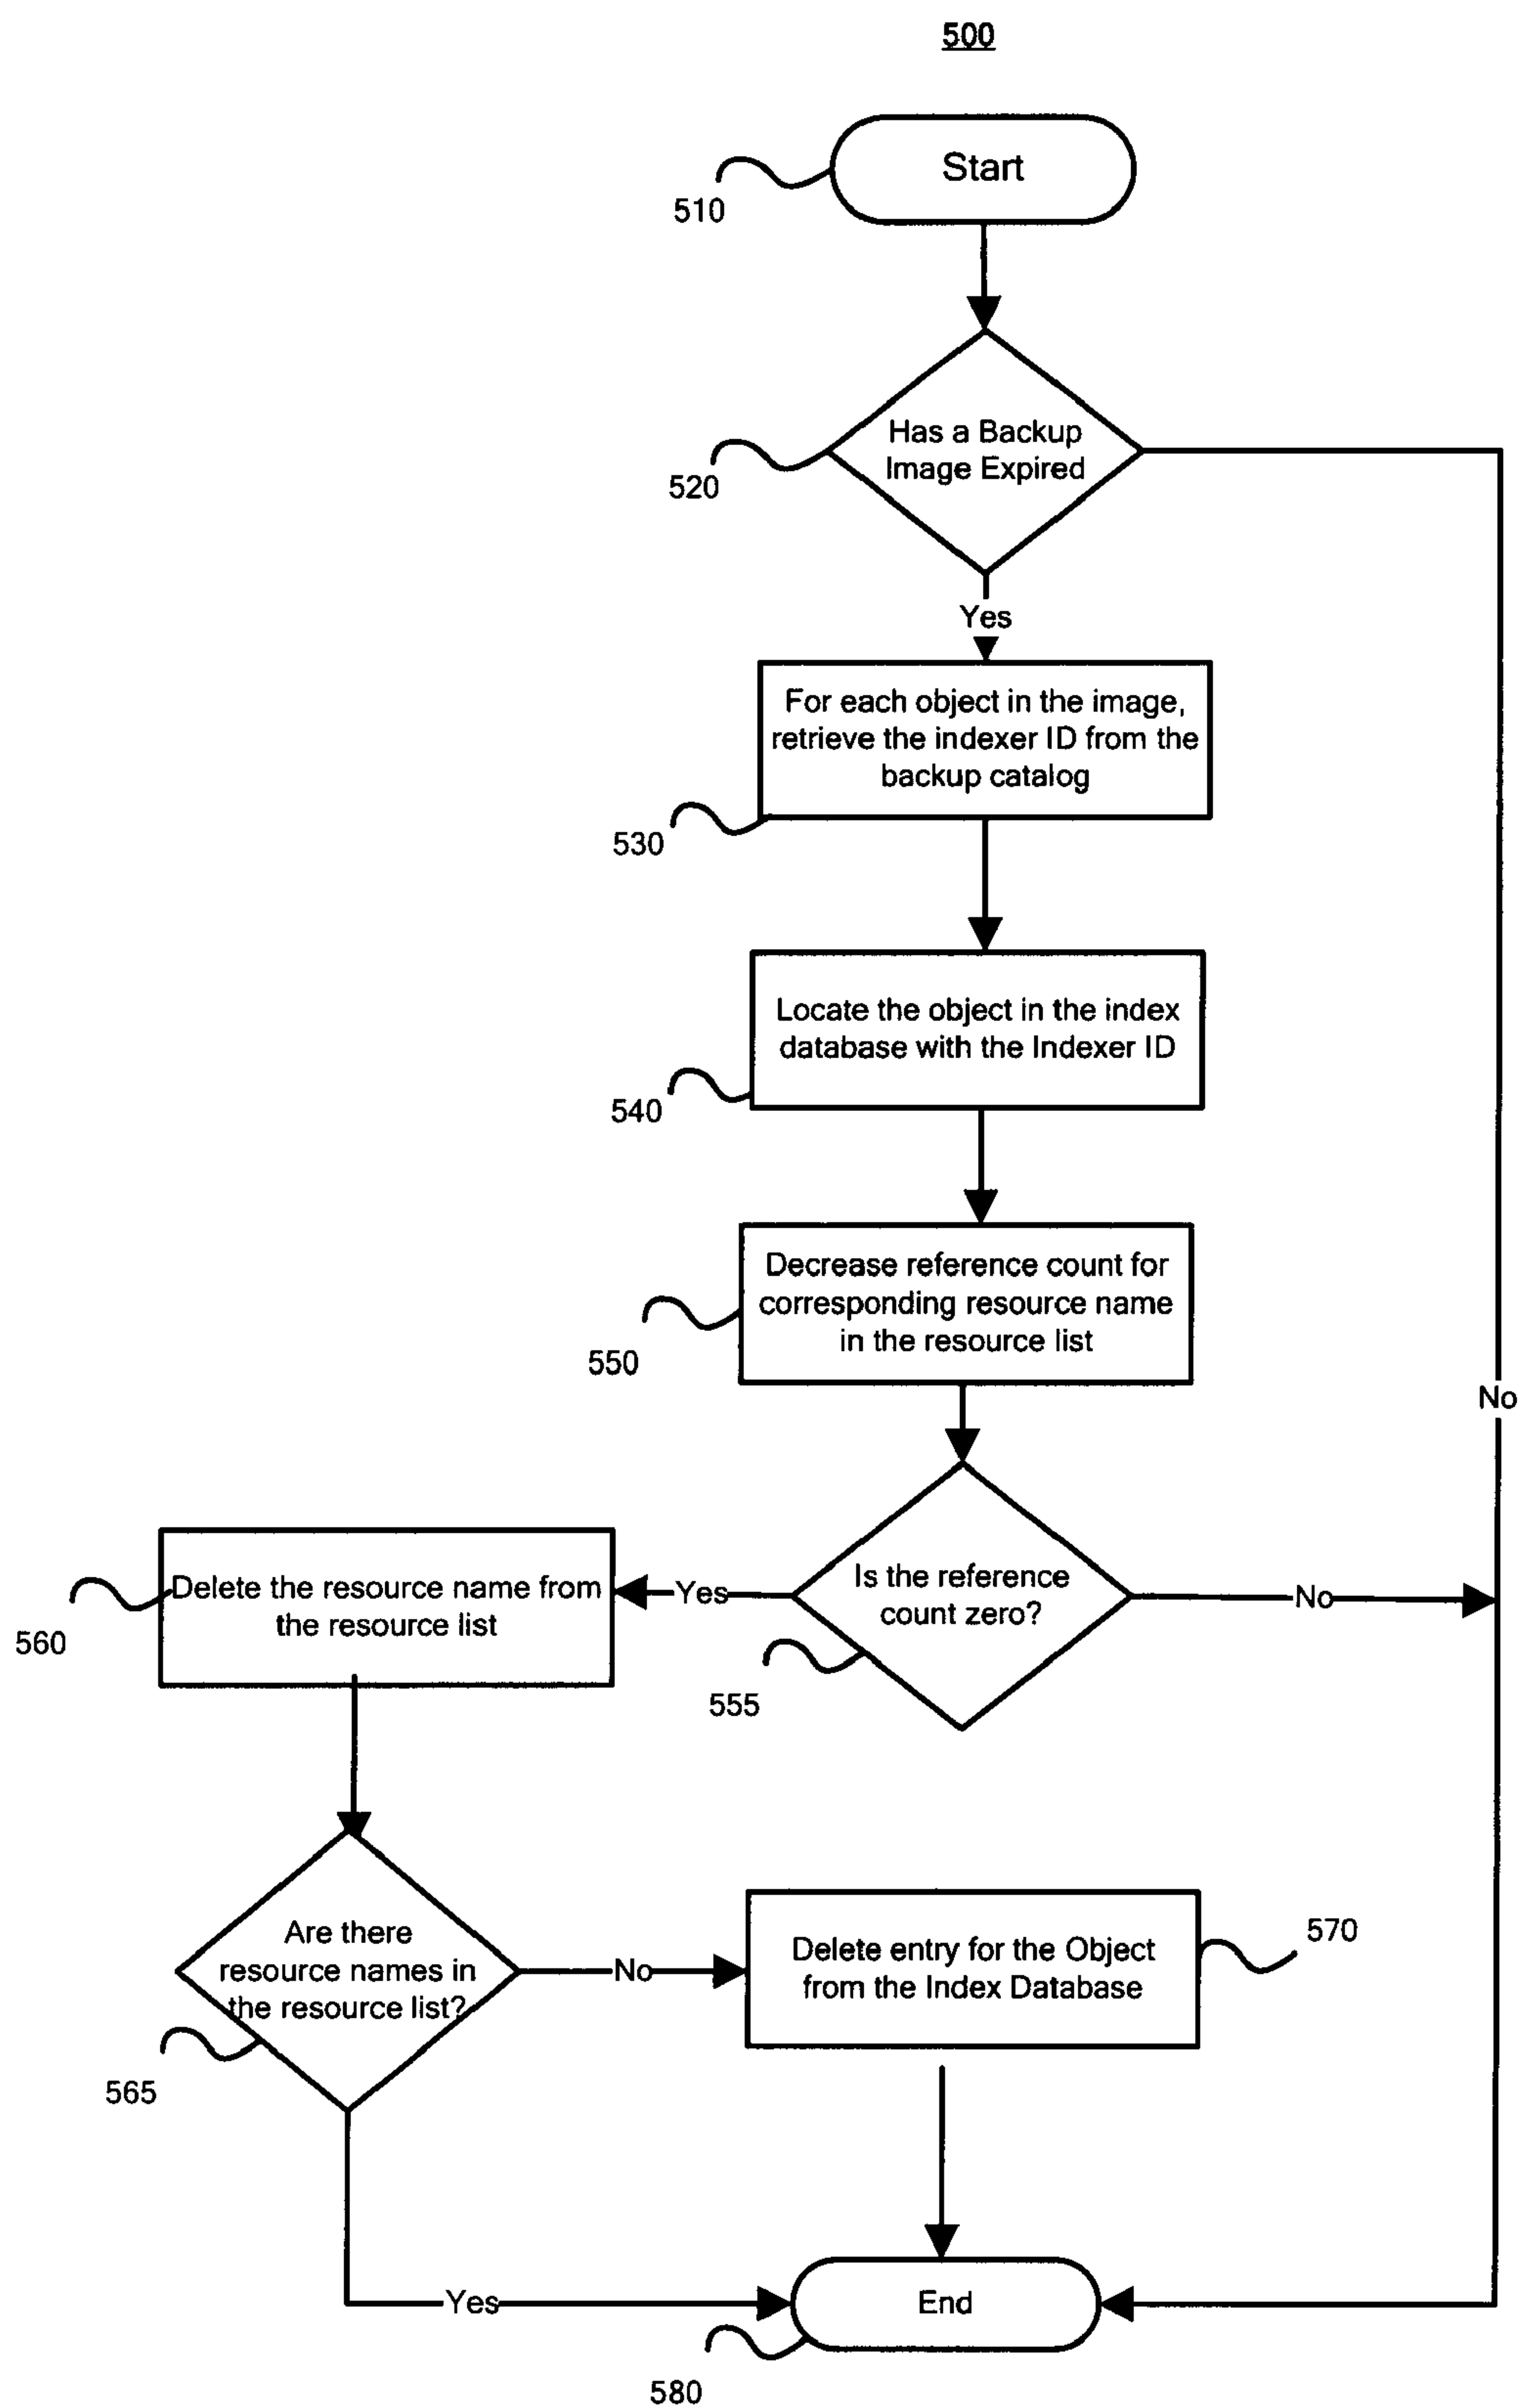 500
Start
510
Has a Backup
Image Expired
520
Yes
For each object in the image,
retrieve the indexer ID from the
backup catalog
530
Locate the object in the index
database with the Indexer ID
540
Decrease reference count for
corresponding resource name
in the resource list
550
No
Delete the resource name from
the resource list
560
Yes
Is the reference
count zero?
555
No
Are there
resource names in
the resource list?
565
No
Delete entry for the Object
from the Index Database
570
Yes
End
580